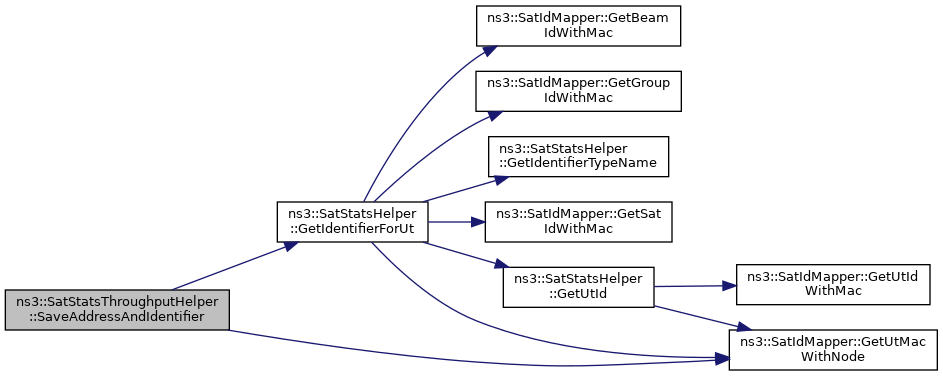 ns3::SatIdMapper::GetBeam
IdWithMac
ns3::SatIdMapper::GetGroup
IdWithMac
ns3::SatStatsHelper
::GetIdentifierTypeName
ns3::SatStatsHelper
::GetIdentifierForUt
ns3::SatIdMapper::GetSat
IdWithMac
ns3::SatStatsHelper
::GetUtId
ns3::SatIdMapper::GetUtId
WithMac
ns3::SatStatsThroughputHelper
::SaveAddressAndIdentifier
ns3::SatIdMapper::GetUtMac
WithNode